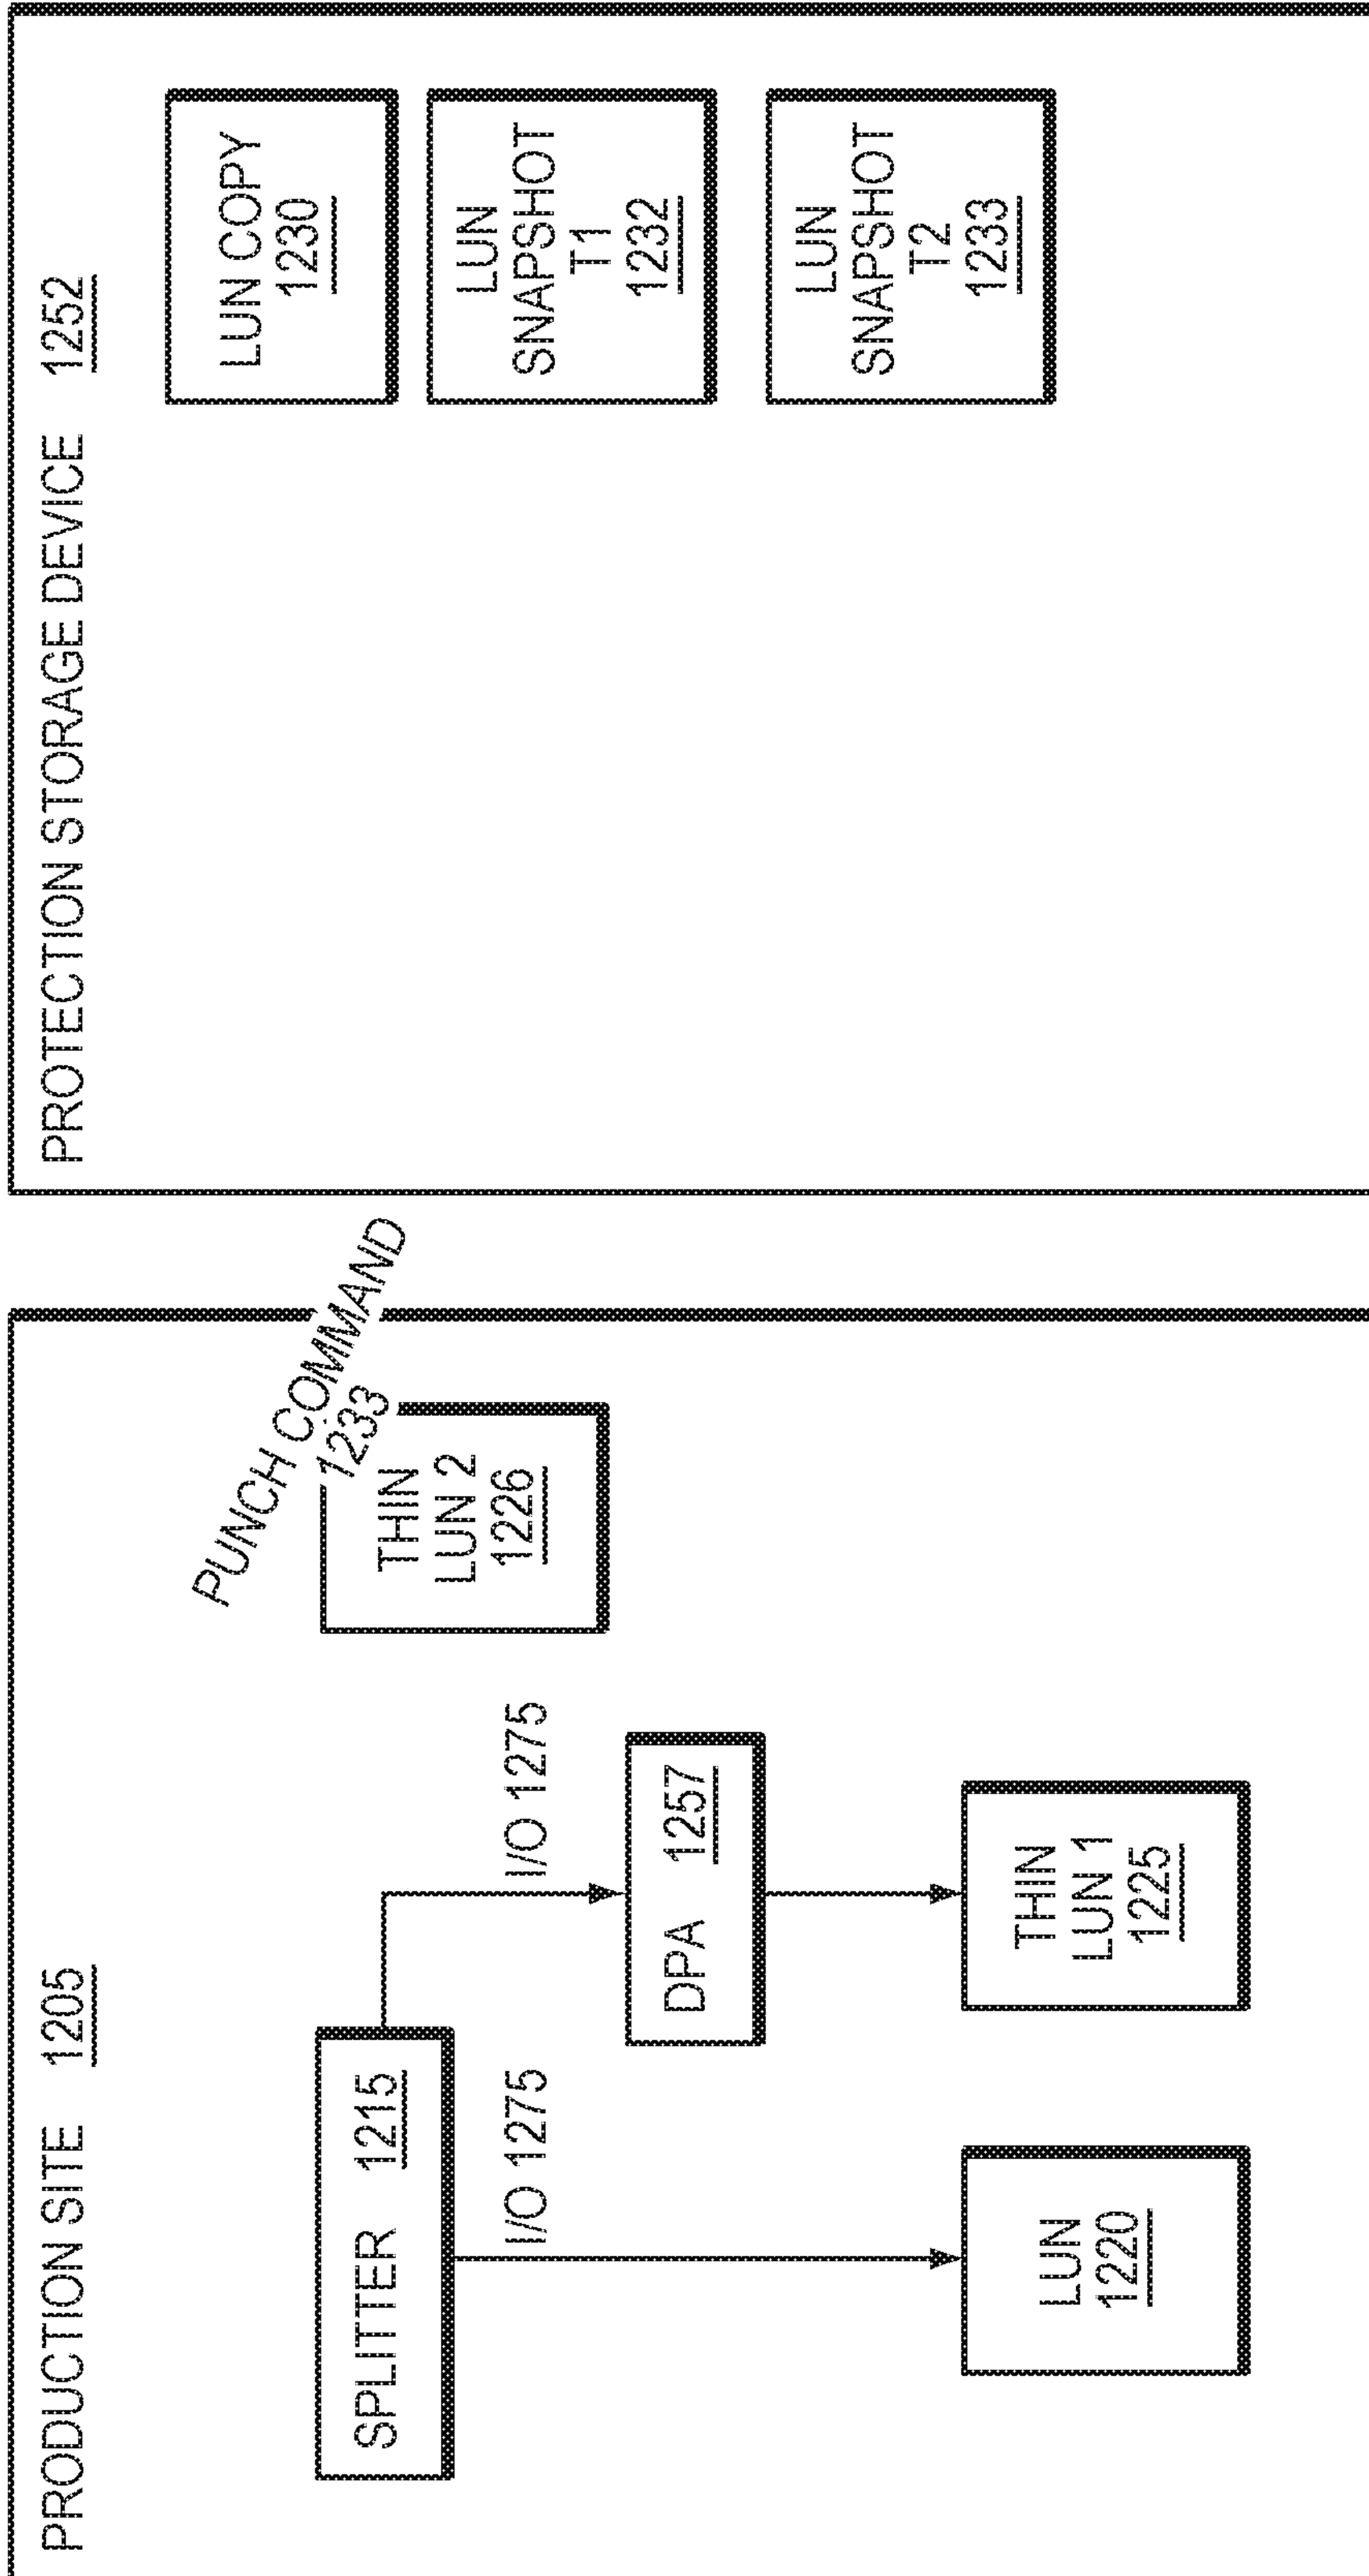 PRODUCTION SITE 1205
SPLITTER 1215
I/O 1275
I/O 1275
DPA 1257
LUN
1220
THIN
LUN 1
1225
PUNCH COMMAND
1233
THIN
LUN 2
1226
PROTECTION STORAGE DEVICE 1252
LUN COPY
1230
LUN
SNAPSHOT
T1
1232
LUN
SNAPSHOT
T2
1233